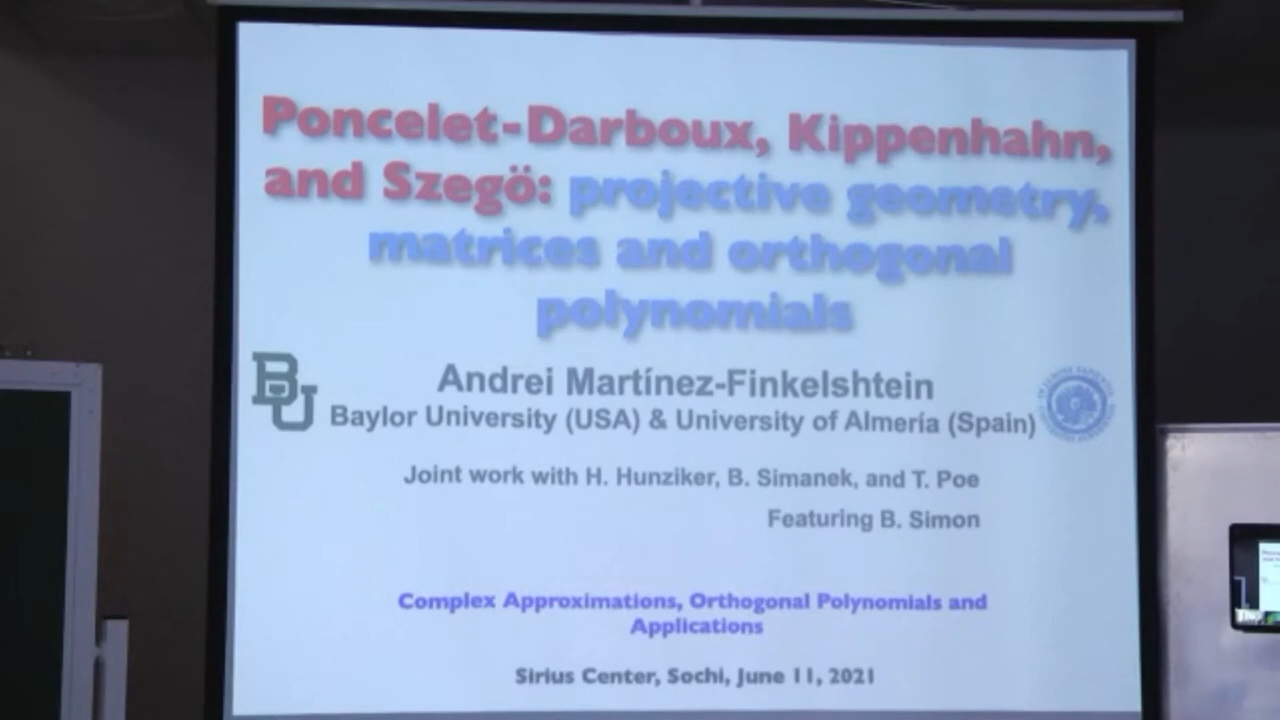 Poncelet-Darboux, Kippenhahn,
and Szegö: projective geometry,
matrices and orthogonal
polynomials
BU
Andrei Martínez-Finkelshtein
Baylor University (USA) & University of Almería (Spain)
Joint work with H. Hunziker, B. Simanek, and T. Poe
Featuring B. Simon
Complex Approximations, Orthogonal Polynomials and
Applications
Sirius Center, Sochi, June 11, 2021